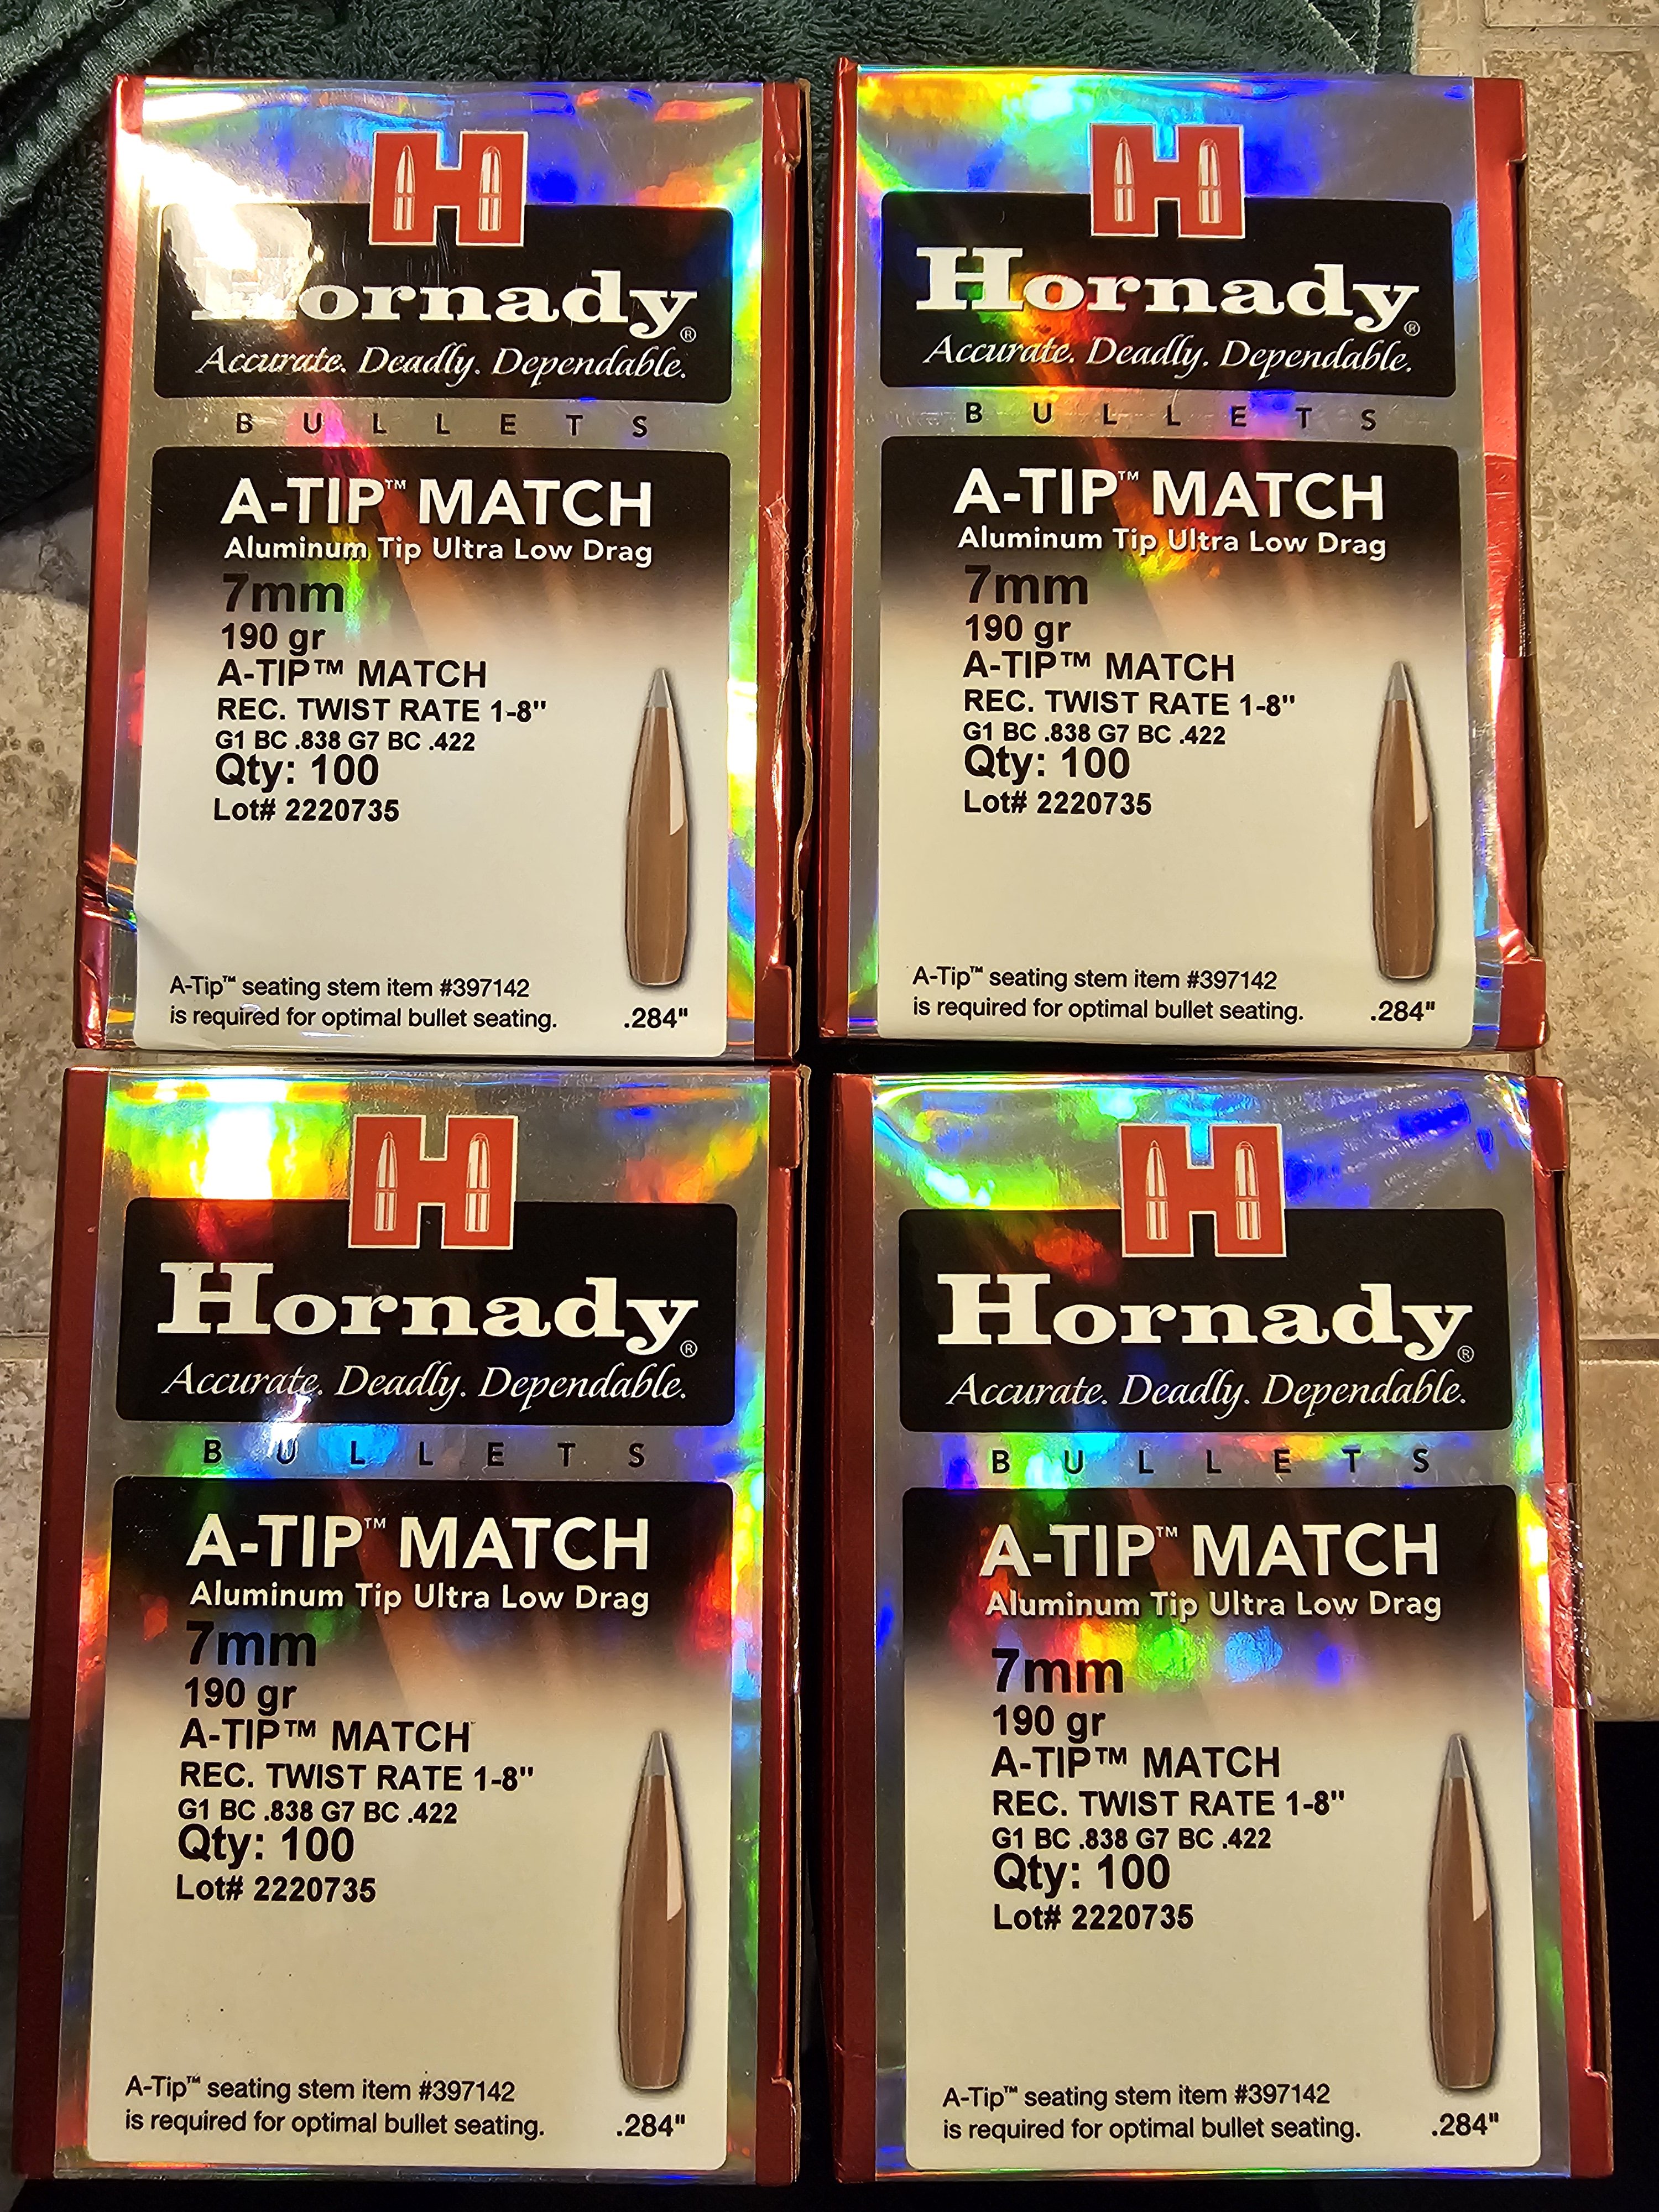 Hornady®
Accurate. Deadly. Dependable.
BULLETS
A-TIP™ MATCH
Aluminum Tip Ultra Low Drag
7mm
190 gr
A-TIP™ MATCH
REC. TWIST RATE 1-8"
G1 BC .838 G7 BC .422
Qty: 100
Lot# 2220735
A-Tip™ seating stem item #397142
is required for optimal bullet seating.
.284"
Hornady®
Accurate. Deadly. Dependable.
BULLETS
A-TIP™ MATCH
Aluminum Tip Ultra Low Drag
7mm
190 gr
A-TIP™ MATCH
REC. TWIST RATE 1-8"
G1 BC .838 G7 BC .422
Qty: 100
Lot# 2220735
A-Tip™ seating stem item #397142
is required for optimal bullet seating.
.284"
Hornady®
Accurate. Deadly. Dependable.
BULLETS
A-TIP™ MATCH
Aluminum Tip Ultra Low Drag
7mm
190 gr
A-TIP™ MATCH
REC. TWIST RATE 1-8"
G1 BC .838 G7 BC .422
Qty: 100
Lot# 2220735
A-Tip™ seating stem item #397142
is required for optimal bullet seating.
.284"
Hornady®
Accurate. Deadly. Dependable.
BULLETS
A-TIP™ MATCH
Aluminum Tip Ultra Low Drag
7mm
190 gr
A-TIP™ MATCH
REC. TWIST RATE 1-8"
G1 BC .838 G7 BC .422
Qty: 100
Lot# 2220735
A-Tip™ seating stem item #397142
is required for optimal bullet seating.
.284"